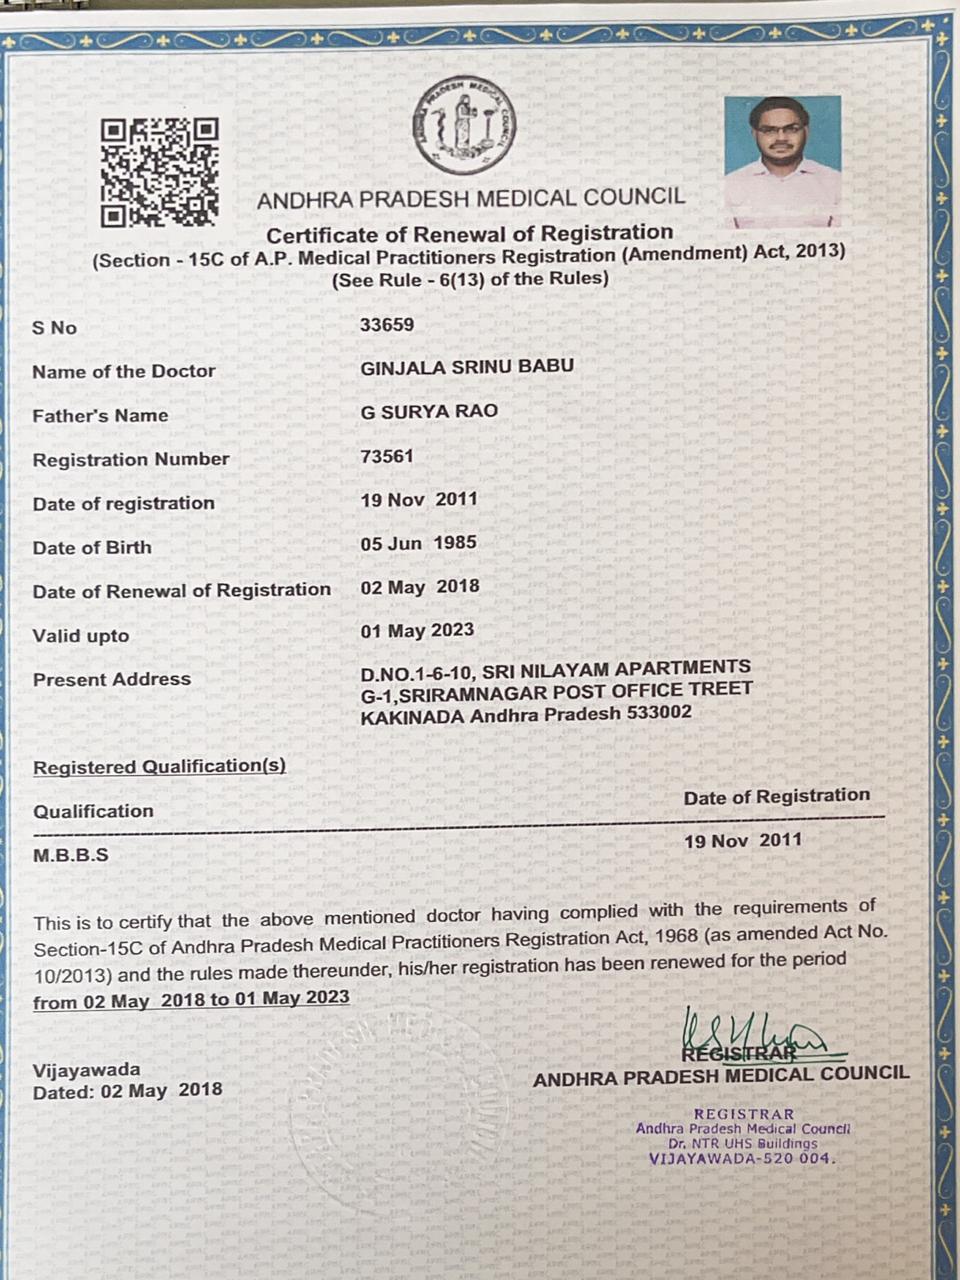 ANDHRA PRADESH MEDICAL COUNCIL
ANDHRA PRADESH MEDICAL COUNCIL
Certificate of Renewal of Registration
(Section - 15C of A.P. Medical Practitioners Registration (Amendment) Act, 2013)
(See Rule - 6(13) of the Rules)
S No 33659
Name of the Doctor GINJALA SRINU BABU
Father's Name G SURYA RAO
Registration Number 73561
Date of registration 19 Nov 2011
Date of Birth 05 Jun 1985
Date of Renewal of Registration 02 May 2018
Valid upto 01 May 2023
Present Address D.NO.1-6-10, SRI NILAYAM APARTMENTS
G-1,SRIRAMNAGAR POST OFFICE TREET
KAKINADA Andhra Pradesh 533002
Registered Qualification(s)
Qualification Date of Registration
M.B.B.S 19 Nov 2011
This is to certify that the above mentioned doctor having complied with the requirements of
Section-15C of Andhra Pradesh Medical Practitioners Registration Act, 1968 (as amended Act No.
10/2013) and the rules made thereunder, his/her registration has been renewed for the period
from 02 May 2018 to 01 May 2023
Vijayawada
Dated: 02 May 2018
REGISTRAR
ANDHRA PRADESH MEDICAL COUNCIL
REGISTRAR
Andhra Pradesh Medical Council
Dr. NTR UHS Buildings
VIJAYAWADA-520 004.